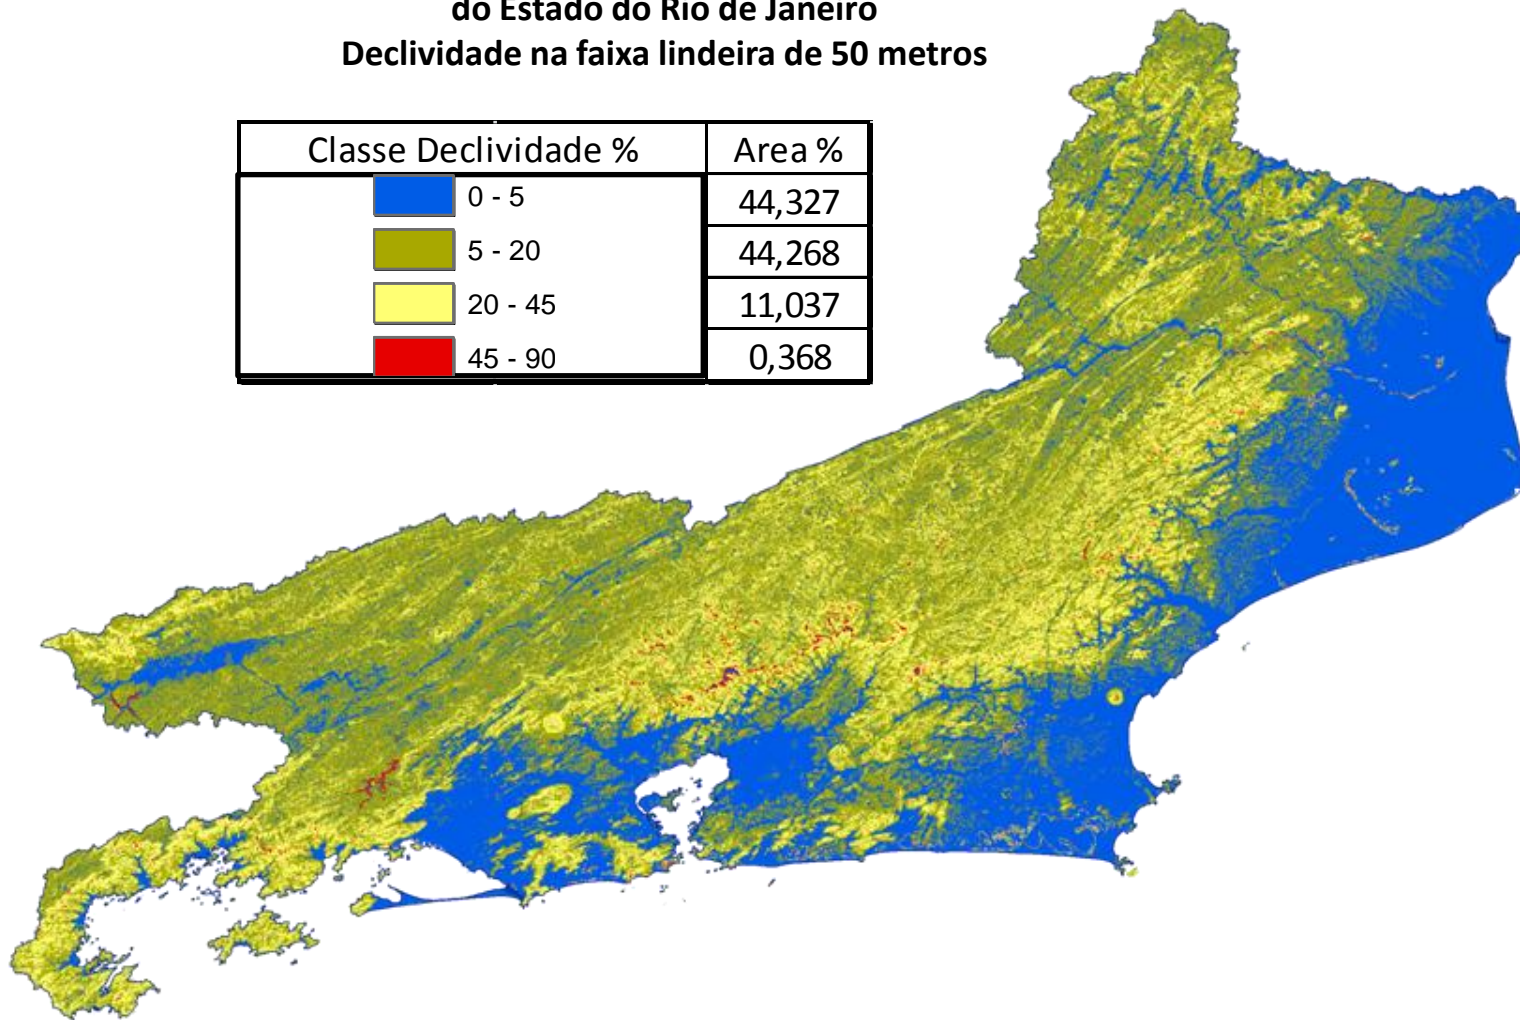 do Estado do Rio de Janeiro
Declividade na faixa lindeira de 50 metros
Classe Declividade % Area %
0 - 5 44,327
5 - 20 44,268
20 - 45 11,037
45 - 90 0,368